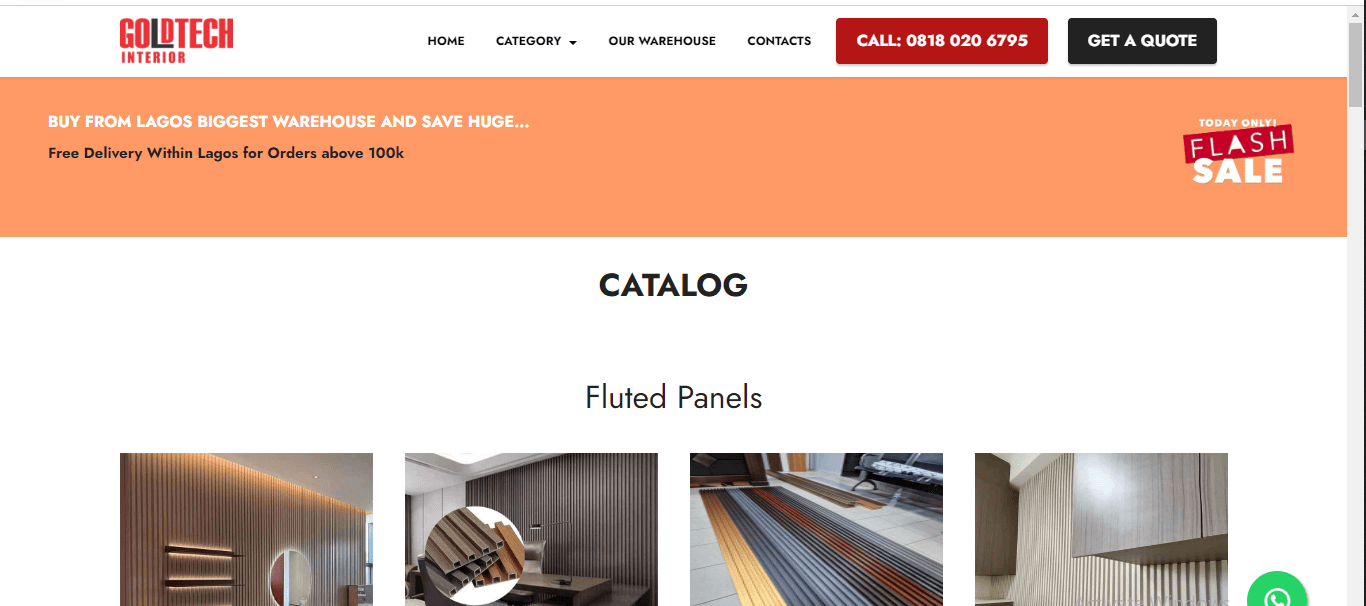 GOLDTECH
INTERIOR
HOME
CATEGORY
OUR WAREHOUSE
CONTACTS
CALL: 0818 020 6795
GET A QUOTE
BUY FROM LAGOS BIGGEST WAREHOUSE AND SAVE HUGE...
Free Delivery Within Lagos for Orders above 100k
TODAY ONLY!
FLASH
SALE
CATALOG
Fluted Panels